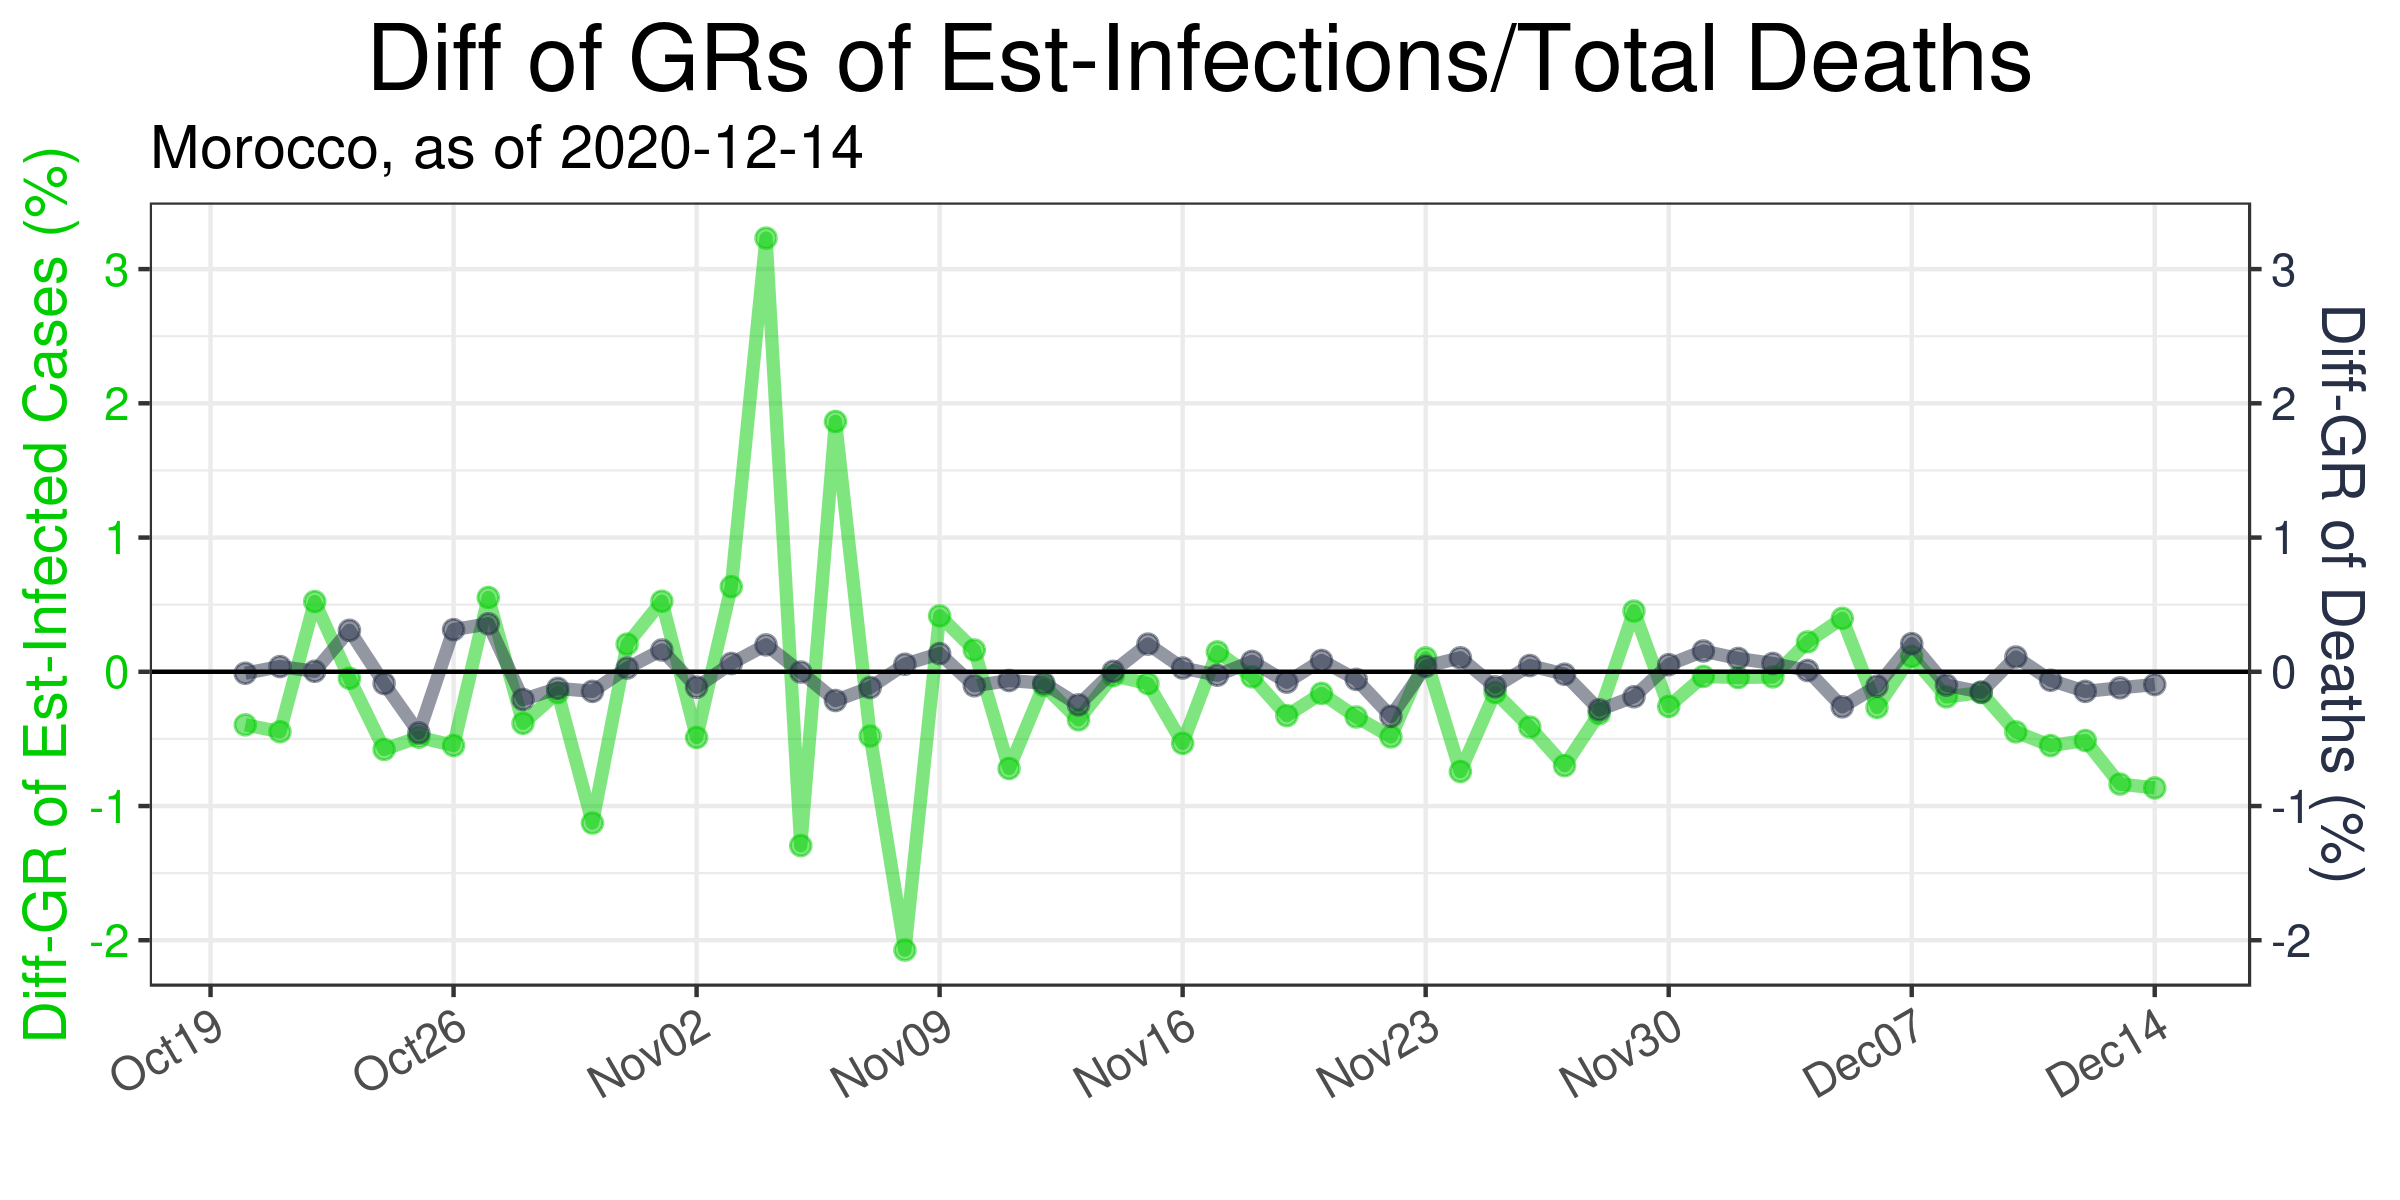 Diff of GRs of Est-Infections/Total Deaths
Morocco, as of 2020-12-14
Diff-GR of Est-Infected Cases (%)
3
2
1
0
-1
-2
3
2
1
0
-1
-2
Diff-GR of Deaths (%)
Oct19
Oct26
Nov02
Nov09
Nov16
Nov23
Nov30
Dec07
Dec14